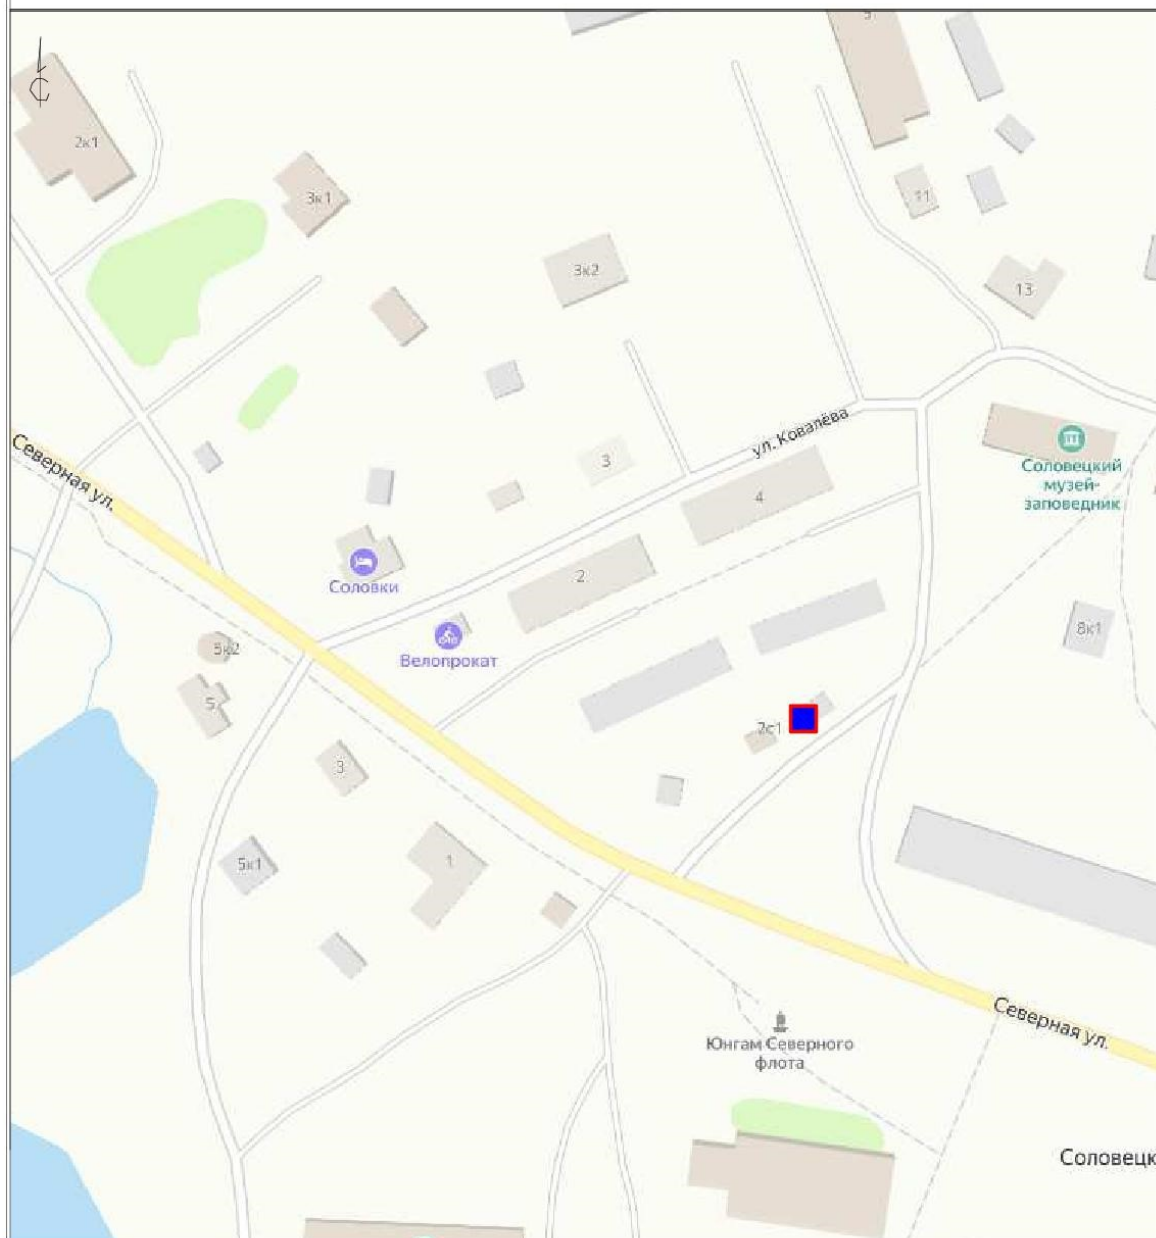 С
2к1
3к1
11
3к2
13
ул. Ковалёва
Северная ул.
3
4
Соловецкий
музей-
заповедник
2
Соловки
8к1
Велопрокат
5к2
5
2с1
3
5к1
1
Северная ул.
Юнгам Северного
флота
Соловецк